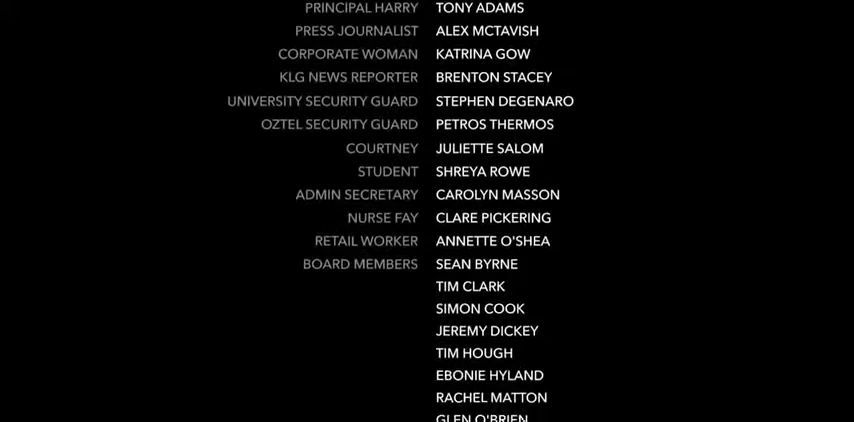 PRINCIPAL HARRY TONY ADAMS
PRESS JOURNALIST ALEX MCTAVISH
CORPORATE WOMAN KATRINA GOW
KLG NEWS REPORTER BRENTON STACEY
UNIVERSITY SECURITY GUARD STEPHEN DEGENARO
OZTEL SECURITY GUARD PETROS THERMOS
COURTNEY JULIETTE SALOM
STUDENT SHREYA ROWE
ADMIN SECRETARY CAROLYN MASSON
NURSE FAY CLARE PICKERING
RETAIL WORKER ANNETTE O'SHEA
BOARD MEMBERS SEAN BYRNE
TIM CLARK
SIMON COOK
JEREMY DICKEY
TIM HOUGH
EBONIE HYLAND
RACHEL MATTON
GLEN O'BRIEN